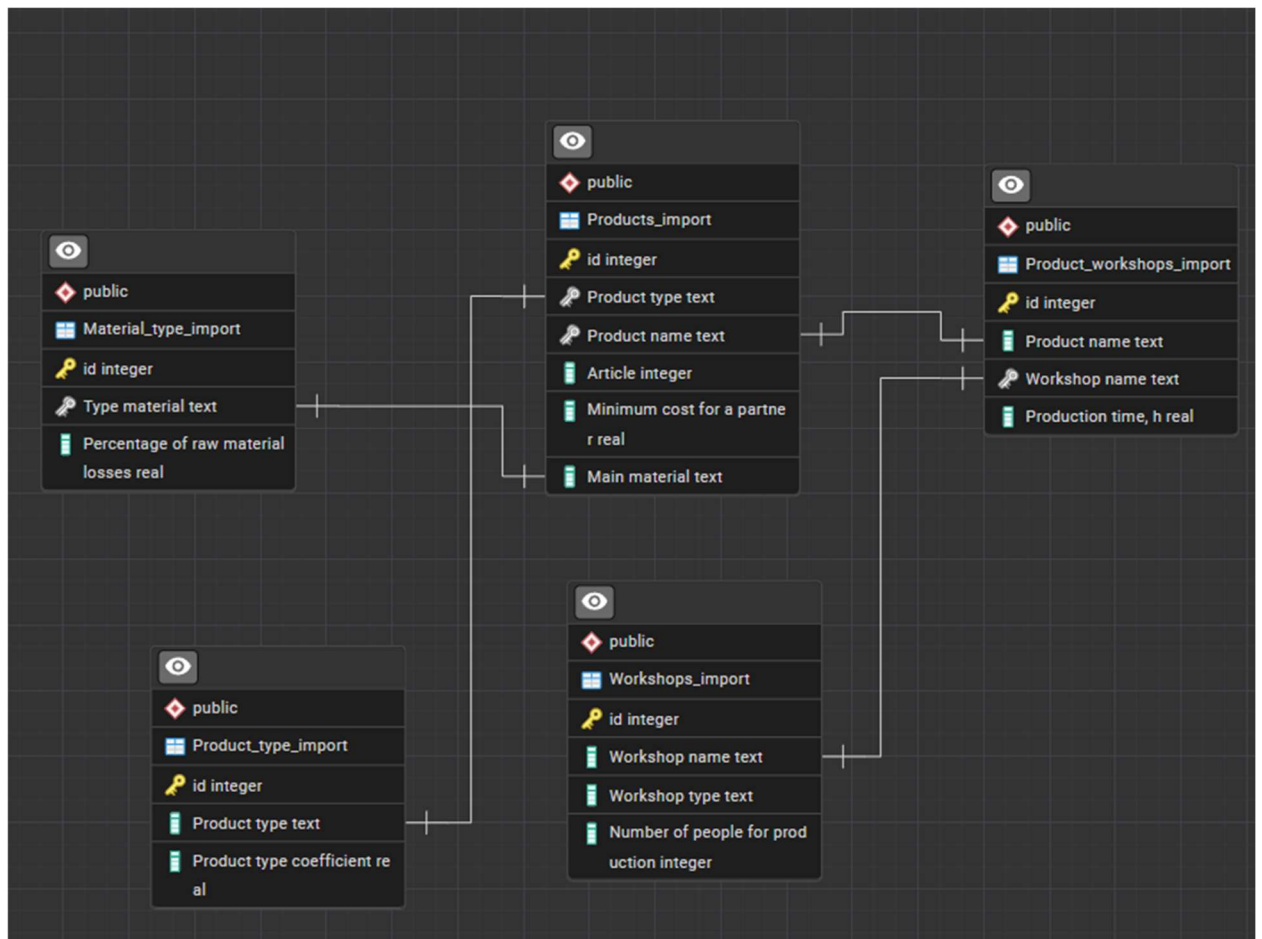 public
Material_type_import
id integer
Type material text
Percentage of raw material
losses real
public
Products_import
id integer
Product type text
Product name text
Article integer
Minimum cost for a partne
r real
Main material text
public
Product_workshops_import
id integer
Product name text
Workshop name text
Production time, h real
public
Product_type_import
id integer
Product type text
Product type coefficient re
al
public
Workshops_import
id integer
Workshop name text
Workshop type text
Number of people for prod
uction integer